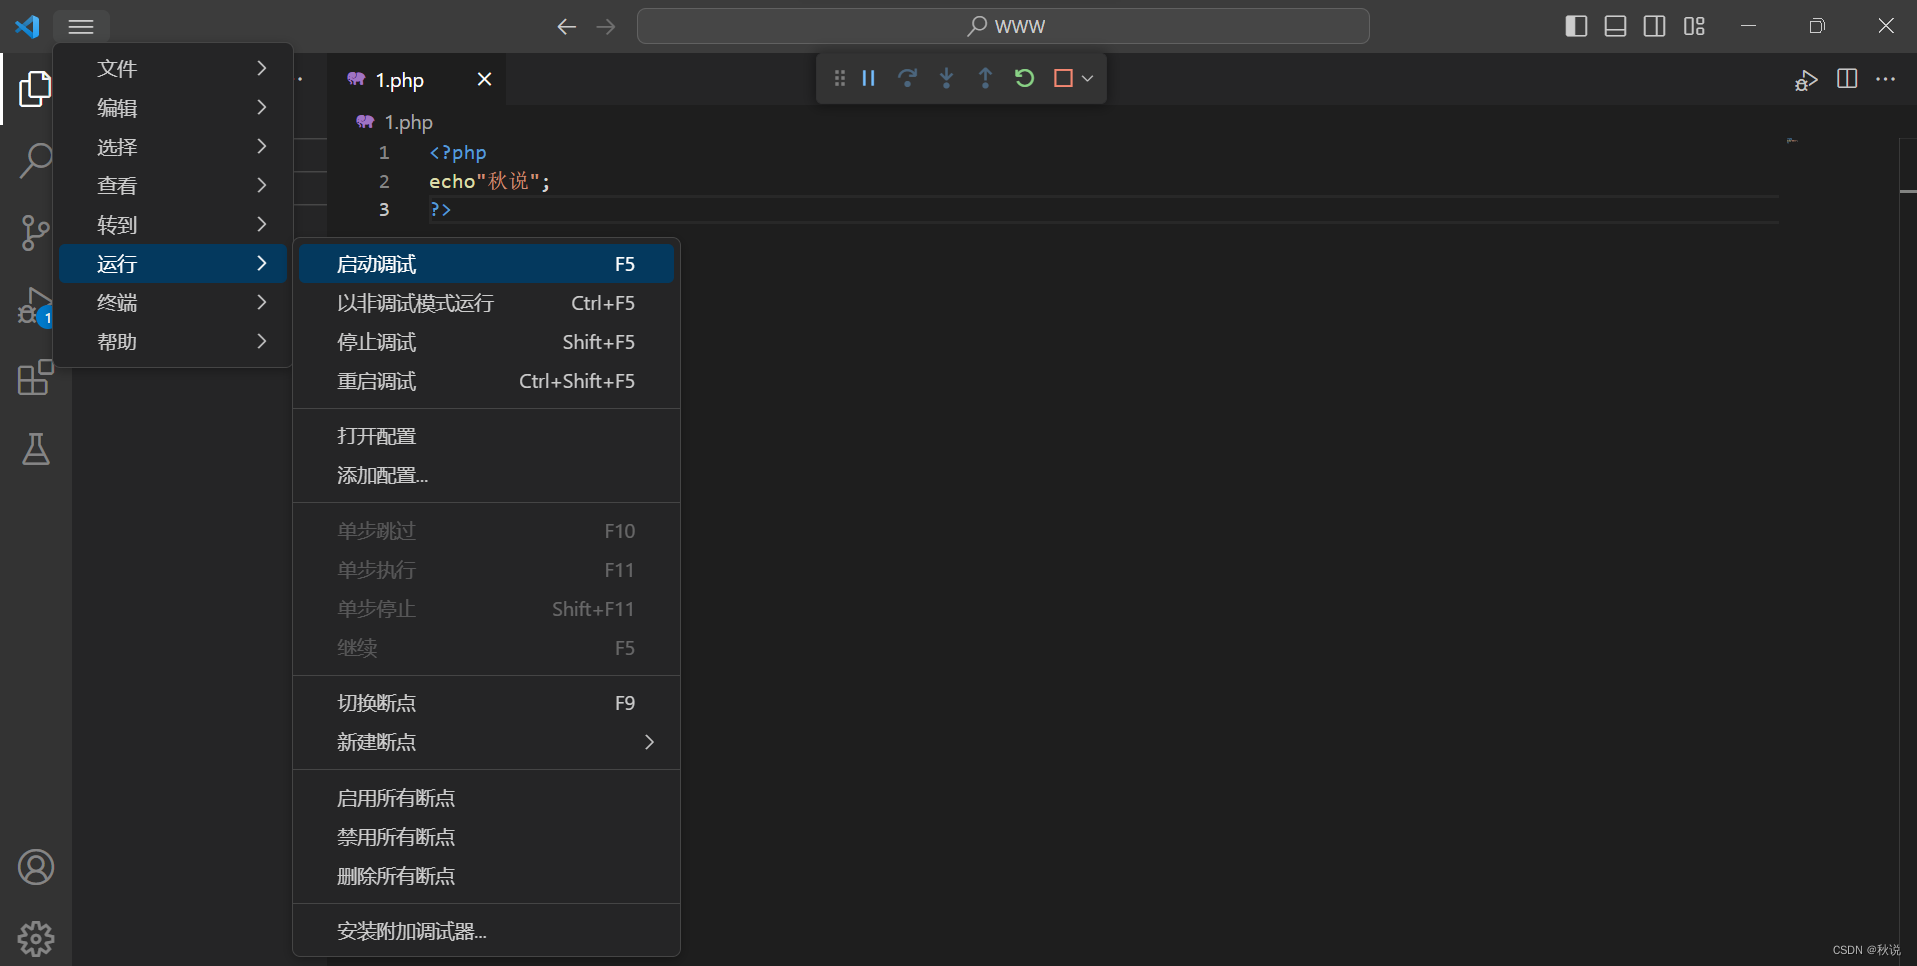 WWW
文件
编辑
选择
查看
转到
运行
终端
帮助
1
1.php
1.php
1 <?php
2 echo"秋说";
3 ?>
启动调试 F5
以非调试模式运行 Ctrl+F5
停止调试 Shift+F5
重启调试 Ctrl+Shift+F5
打开配置
添加配置...
单步跳过 F10
单步执行 F11
单步停止 Shift+F11
继续 F5
切换断点 F9
新建断点
启用所有断点
禁用所有断点
删除所有断点
安装附加调试器...
CSDN @秋说